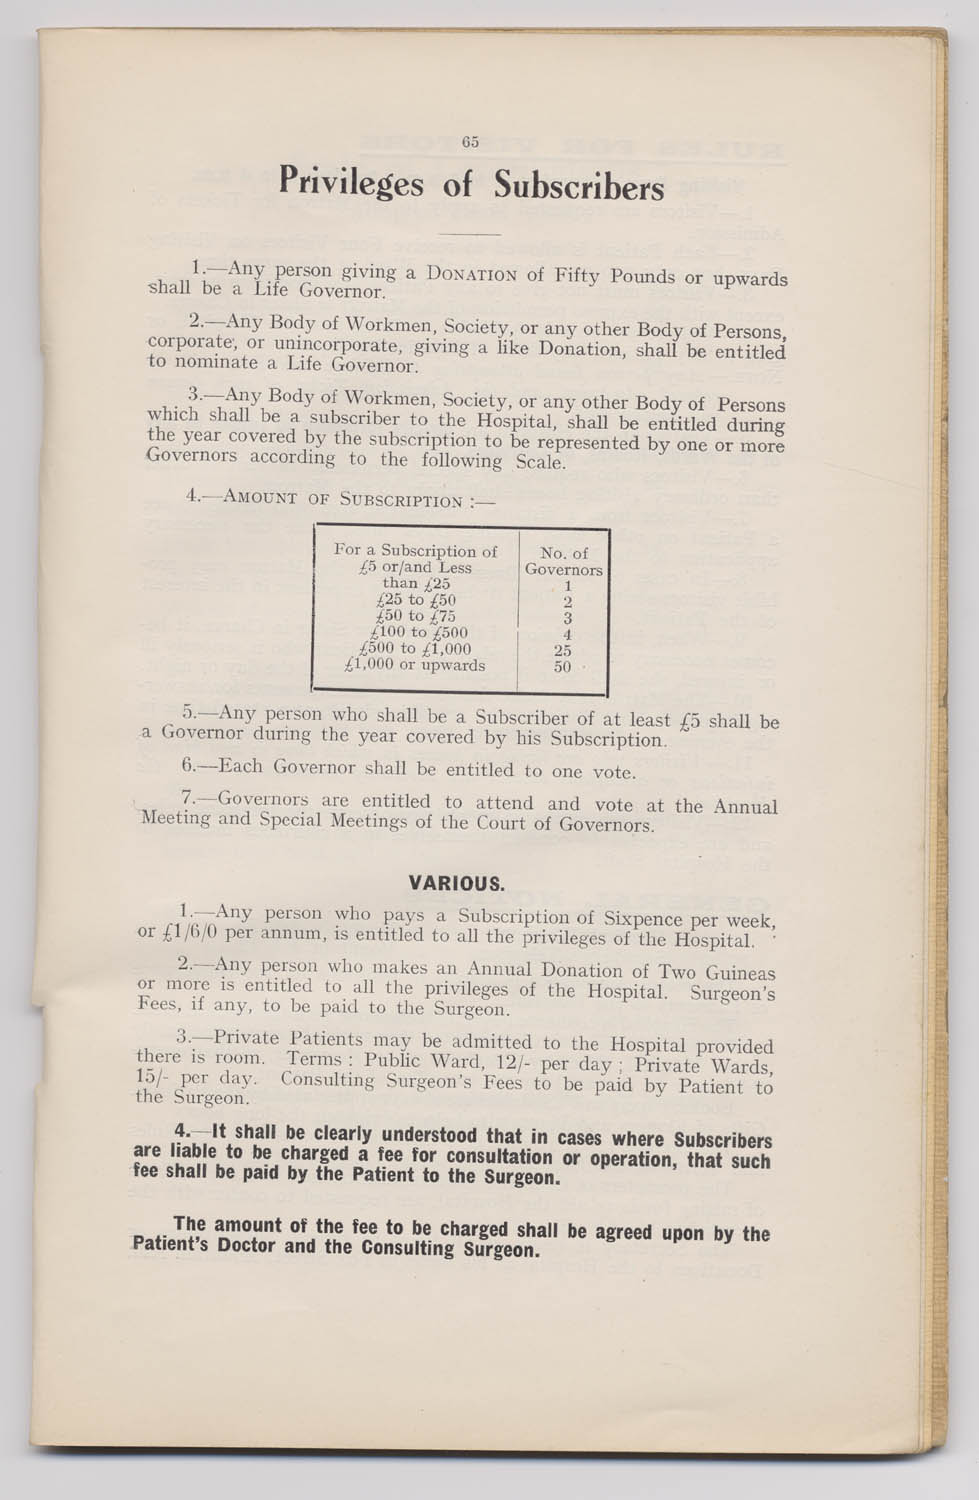 65
Privileges of Subscribers
1.—Any person giving a DONATION of Fifty Pounds or upwards
shall be a Life Governor.
2.—Any Body of Workmen, Society, or any other Body of Persons,
corporate, or unincorporate, giving a like Donation, shall be entitled
to nominate a Life Governor.
3.—Any Body of Workmen, Society, or any other Body of Persons
which shall be a subscriber to the Hospital, shall be entitled during
the year covered by the subscription to be represented by one or more
Governors according to the following Scale.
4.—AMOUNT OF SUBSCRIPTION :—
For a Subscription of No. of
£5 or/and Less Governors
than £25 1
£25 to £50 2
£50 to £75 3
£100 to £500 4
£500 to £1,000 25
£1,000 or upwards 50
5.—Any person who shall be a Subscriber of at least £5 shall be
a Governor during the year covered by his Subscription.
6.—Each Governor shall be entitled to one vote.
7.—Governors are entitled to attend and vote at the Annual
Meeting and Special Meetings of the Court of Governors.
VARIOUS.
1.—Any person who pays a Subscription of Sixpence per week,
or £1/6/0 per annum, is entitled to all the privileges of the Hospital.
2.—Any person who makes an Annual Donation of Two Guineas
or more is entitled to all the privileges of the Hospital. Surgeon's
Fees, if any, to be paid to the Surgeon.
3.—Private Patients may be admitted to the Hospital provided
there is room. Terms : Public Ward, 12/- per day ; Private Wards,
15/- per day. Consulting Surgeon's Fees to be paid by Patient to
the Surgeon.
4.—It shall be clearly understood that in cases where Subscribers
are liable to be charged a fee for consultation or operation, that such
fee shall be paid by the Patient to the Surgeon.
The amount of the fee to be charged shall be agreed upon by the
Patient's Doctor and the Consulting Surgeon.